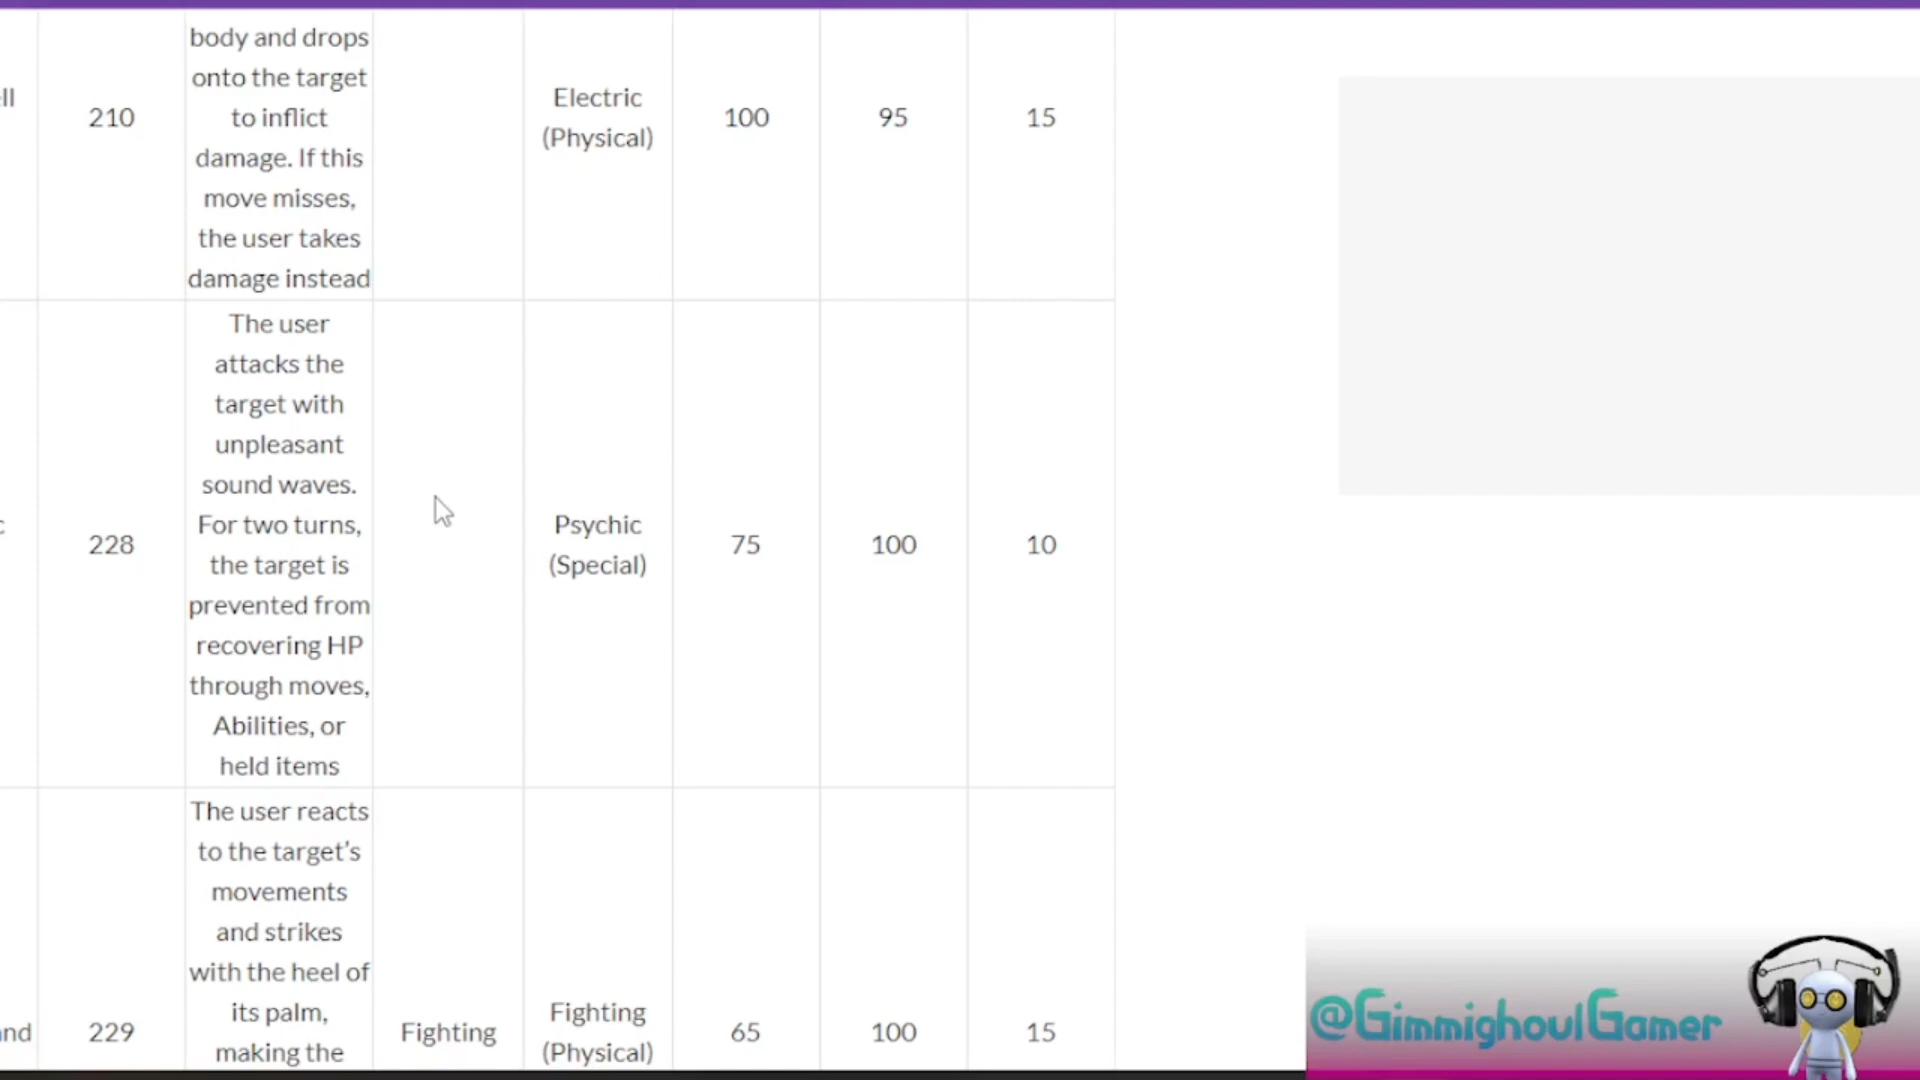 body and drops
onto the target
to inflict
damage. If this
move misses,
the user takes
damage instead
ll
210
Electric
(Physical)
100
95
15
The user
attacks the
target with
unpleasant
sound waves.
For two turns,
the target is
prevented from
recovering HP
through moves,
Abilities, or
held items
c
228
Psychic
(Special)
75
100
10
The user reacts
to the target's
movements
and strikes
with the heel of
its palm,
making the
and
229
Fighting
Fighting
(Physical)
65
100
15
@GimmighoulGamer